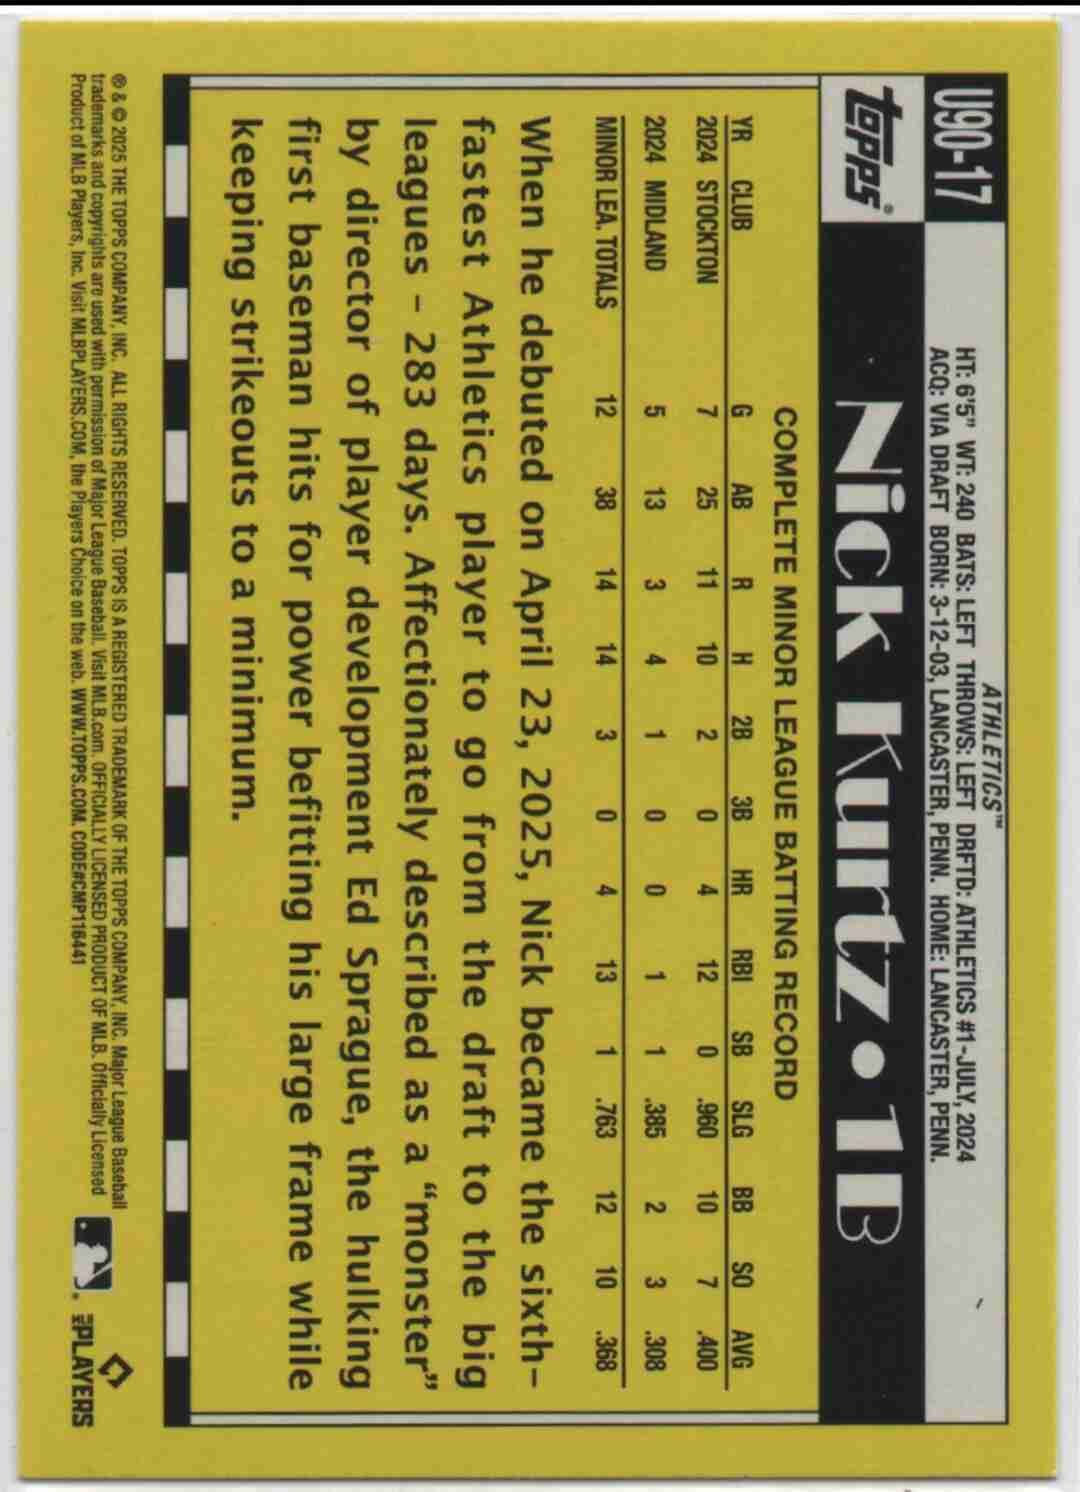 U90-17
ATHLETICS™
HT: 6'5" WT: 240 BATS: LEFT THROWS: LEFT DRFTD: ATHLETICS #1-JULY, 2024
ACQ: VIA DRAFT BORN: 3-12-03, LANCASTER, PENN. HOME: LANCASTER, PENN.
topps®
Nick Kurtz • 1B
COMPLETE MINOR LEAGUE BATTING RECORD
YR CLUB G AB R H 2B 3B HR RBI SB SLG BB SO AVG
2024 STOCKTON 7 25 11 10 2 0 4 12 0 .960 10 7 .400
2024 MIDLAND 5 13 3 4 1 0 0 1 1 .385 2 3 .308
MINOR LEA. TOTALS 12 38 14 14 3 0 4 13 1 .763 12 10 .368
When he debuted on April 23, 2025, Nick became the sixth-
fastest Athletics player to go from the draft to the big
leagues – 283 days. Affectionately described as a “monster”
by director of player development Ed Sprague, the hulking
first baseman hits for power befitting his large frame while
keeping strikeouts to a minimum.
® & © 2025 THE TOPPS COMPANY, INC. ALL RIGHTS RESERVED. TOPPS IS A REGISTERED TRADEMARK OF THE TOPPS COMPANY, INC. Major League Baseball
trademarks and copyrights are used with permission of Major League Baseball. Visit MLB.com. OFFICIALLY LICENSED PRODUCT OF MLB. Officially Licensed
Product of MLB Players, Inc. Visit MLBPLAYERS.COM, the Players Choice on the web. WWW.TOPPS.COM. CODE#CMP116441
MLB PLAYERS